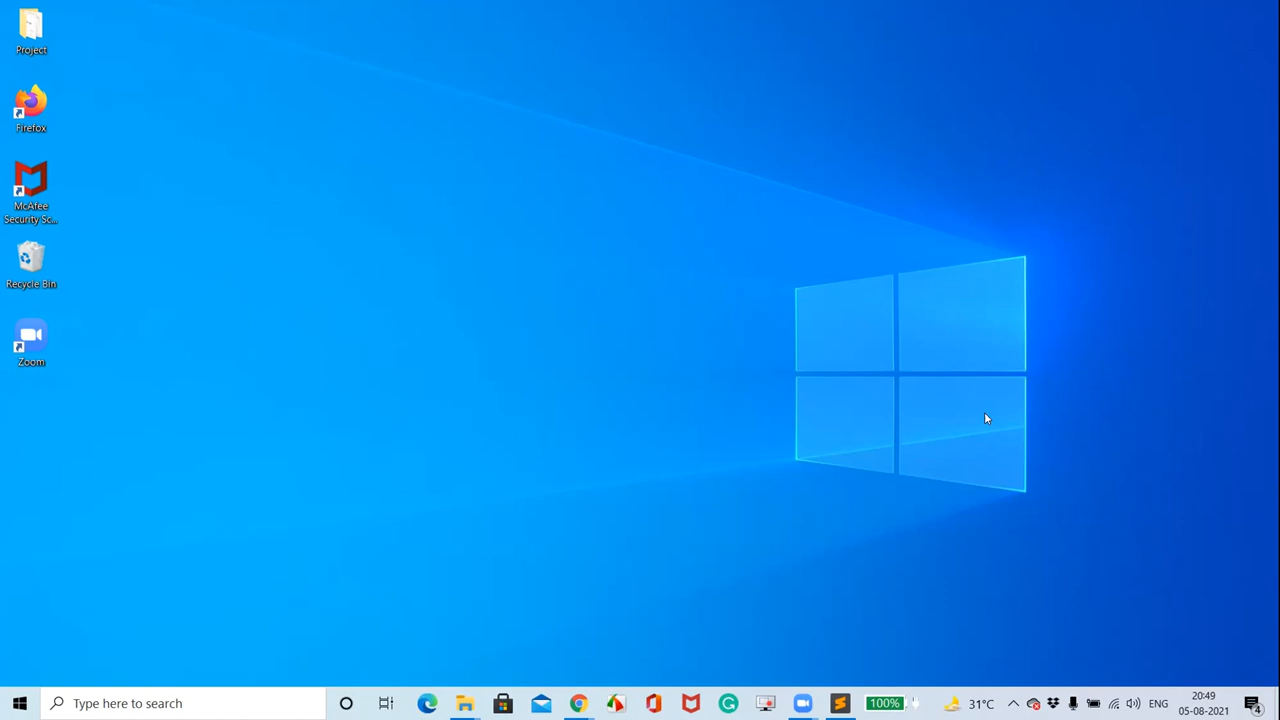 Project
Firefox
McAfee
Security Sc...
Recycle Bin
Zoom
Type here to search
100%
31°C
ENG
20:49
05-08-2021
4